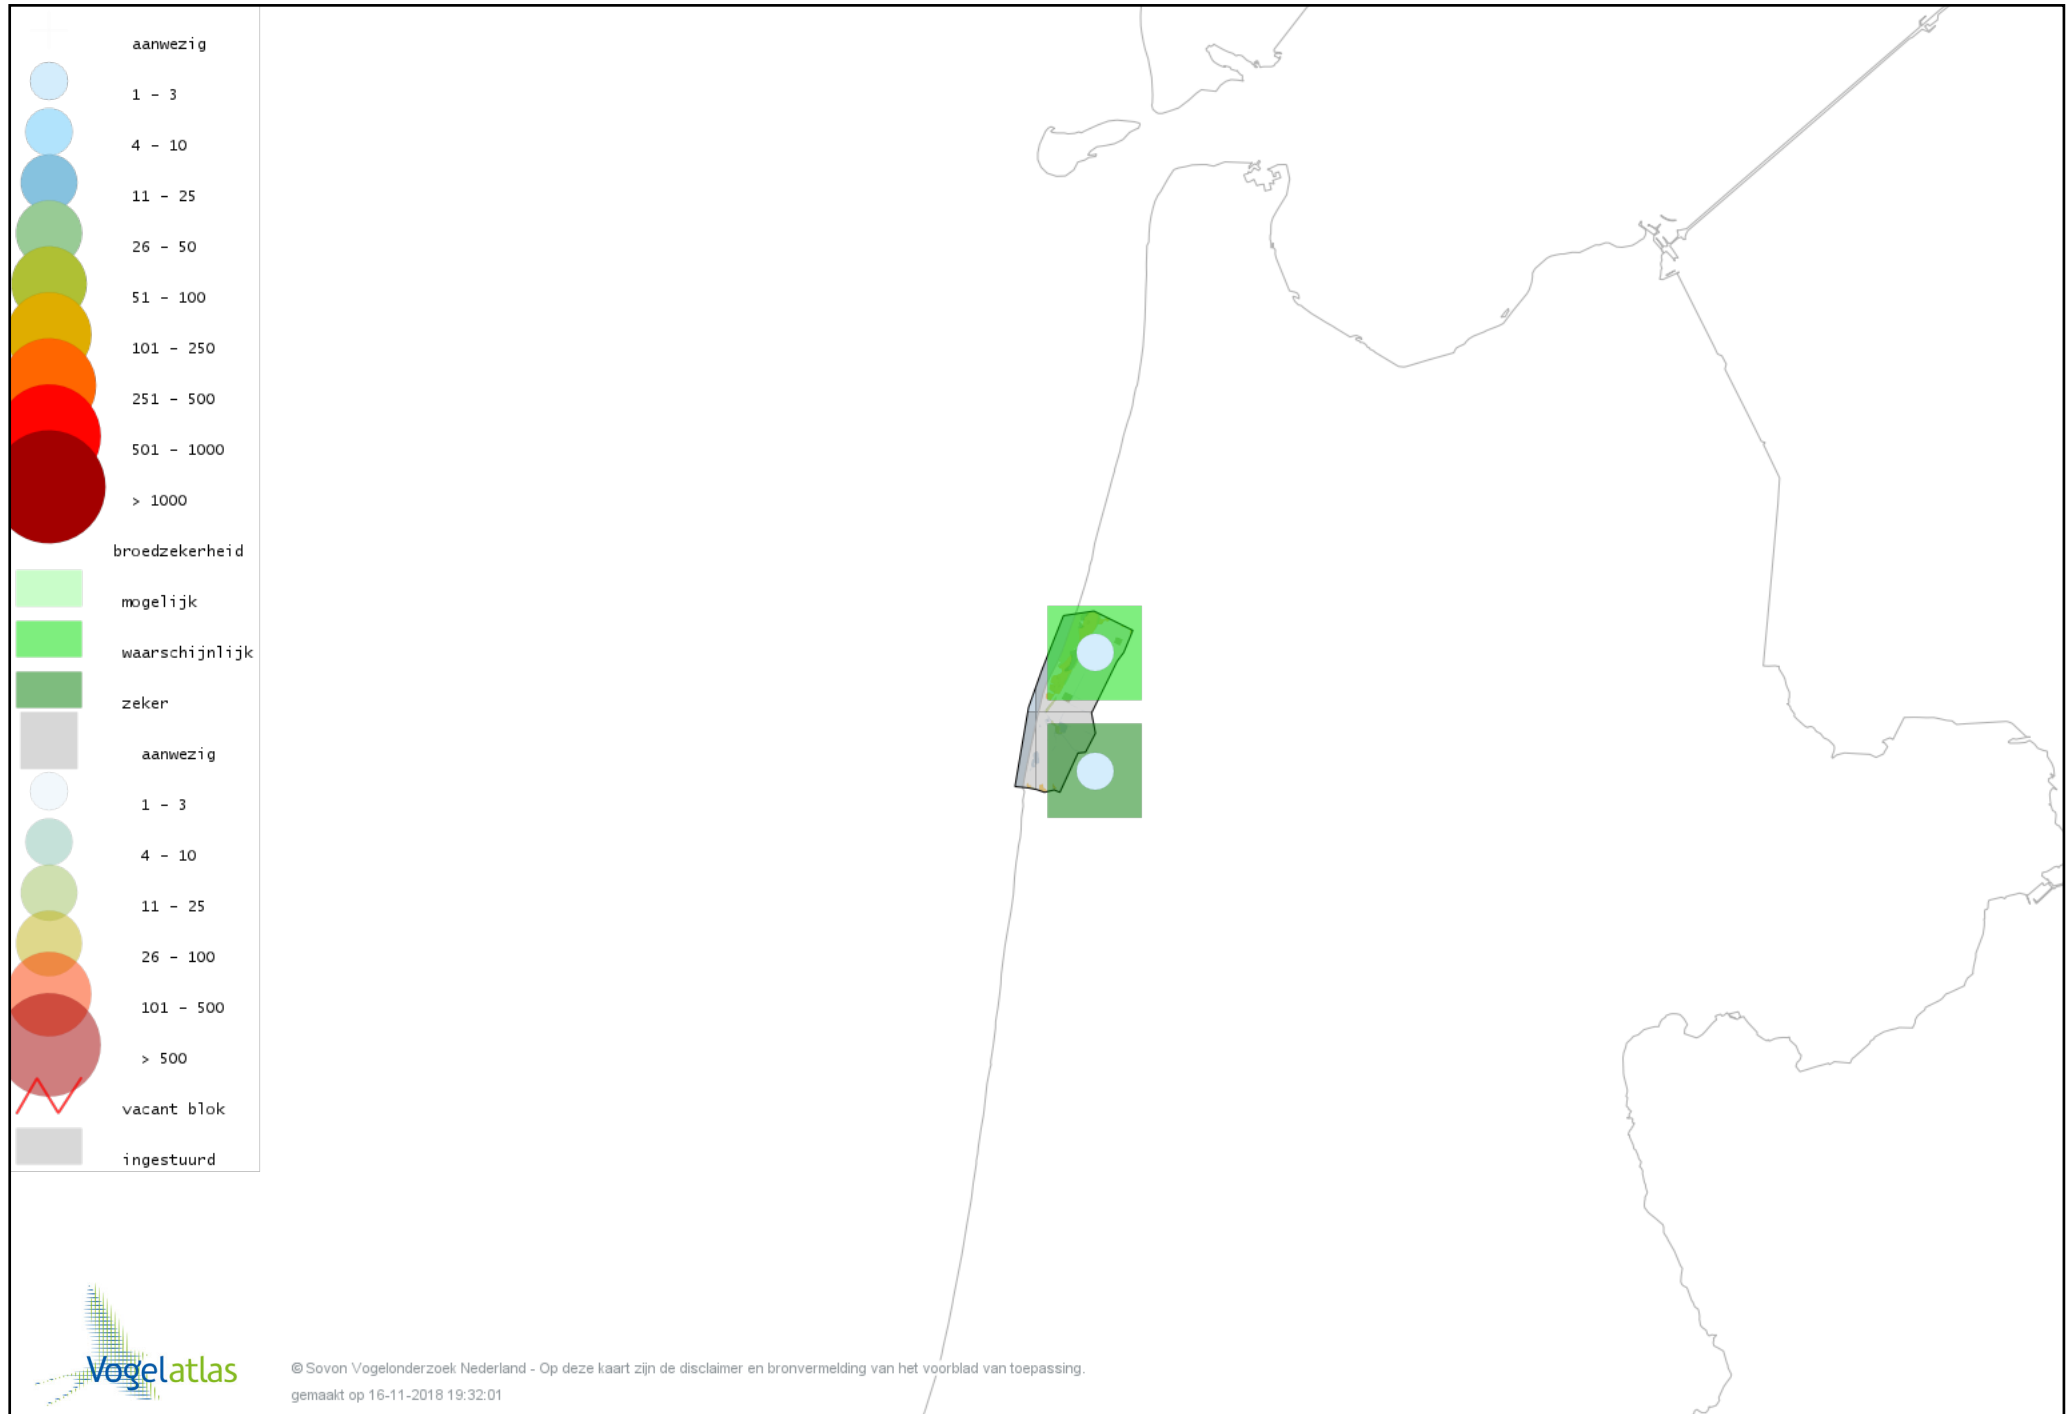 aanwezig
1 - 3
4 - 10
11 - 25
26 - 50
51 - 100
101 - 250
251 - 500
501 - 1000
> 1000
broedzekerheid
mogelijk
waarschijnlijk
zeker
aanwezig
1 - 3
4 - 10
11 - 25
26 - 100
101 - 500
> 500
vacant blok
ingestuurd
Vogelatlas
© Sovon Vogelonderzoek Nederland - Op deze kaart zijn de disclaimer en bronvermelding van het voorblad van toepassing.
gemaakt op 16-11-2018 19:32:01